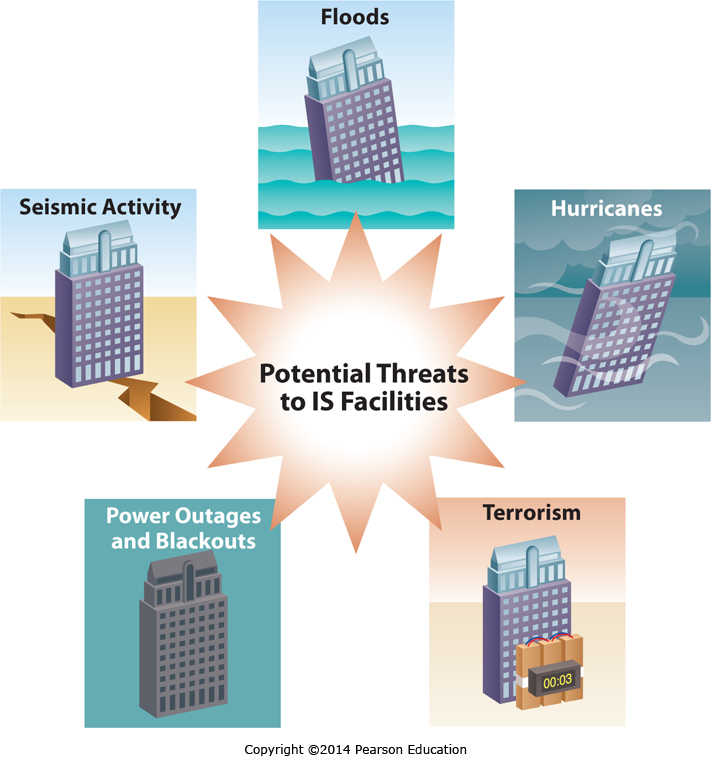 Floods
Seismic Activity
Hurricanes
Potential Threats
to IS Facilities
Power Outages
and Blackouts
Terrorism
00:03
Copyright ©2014 Pearson Education